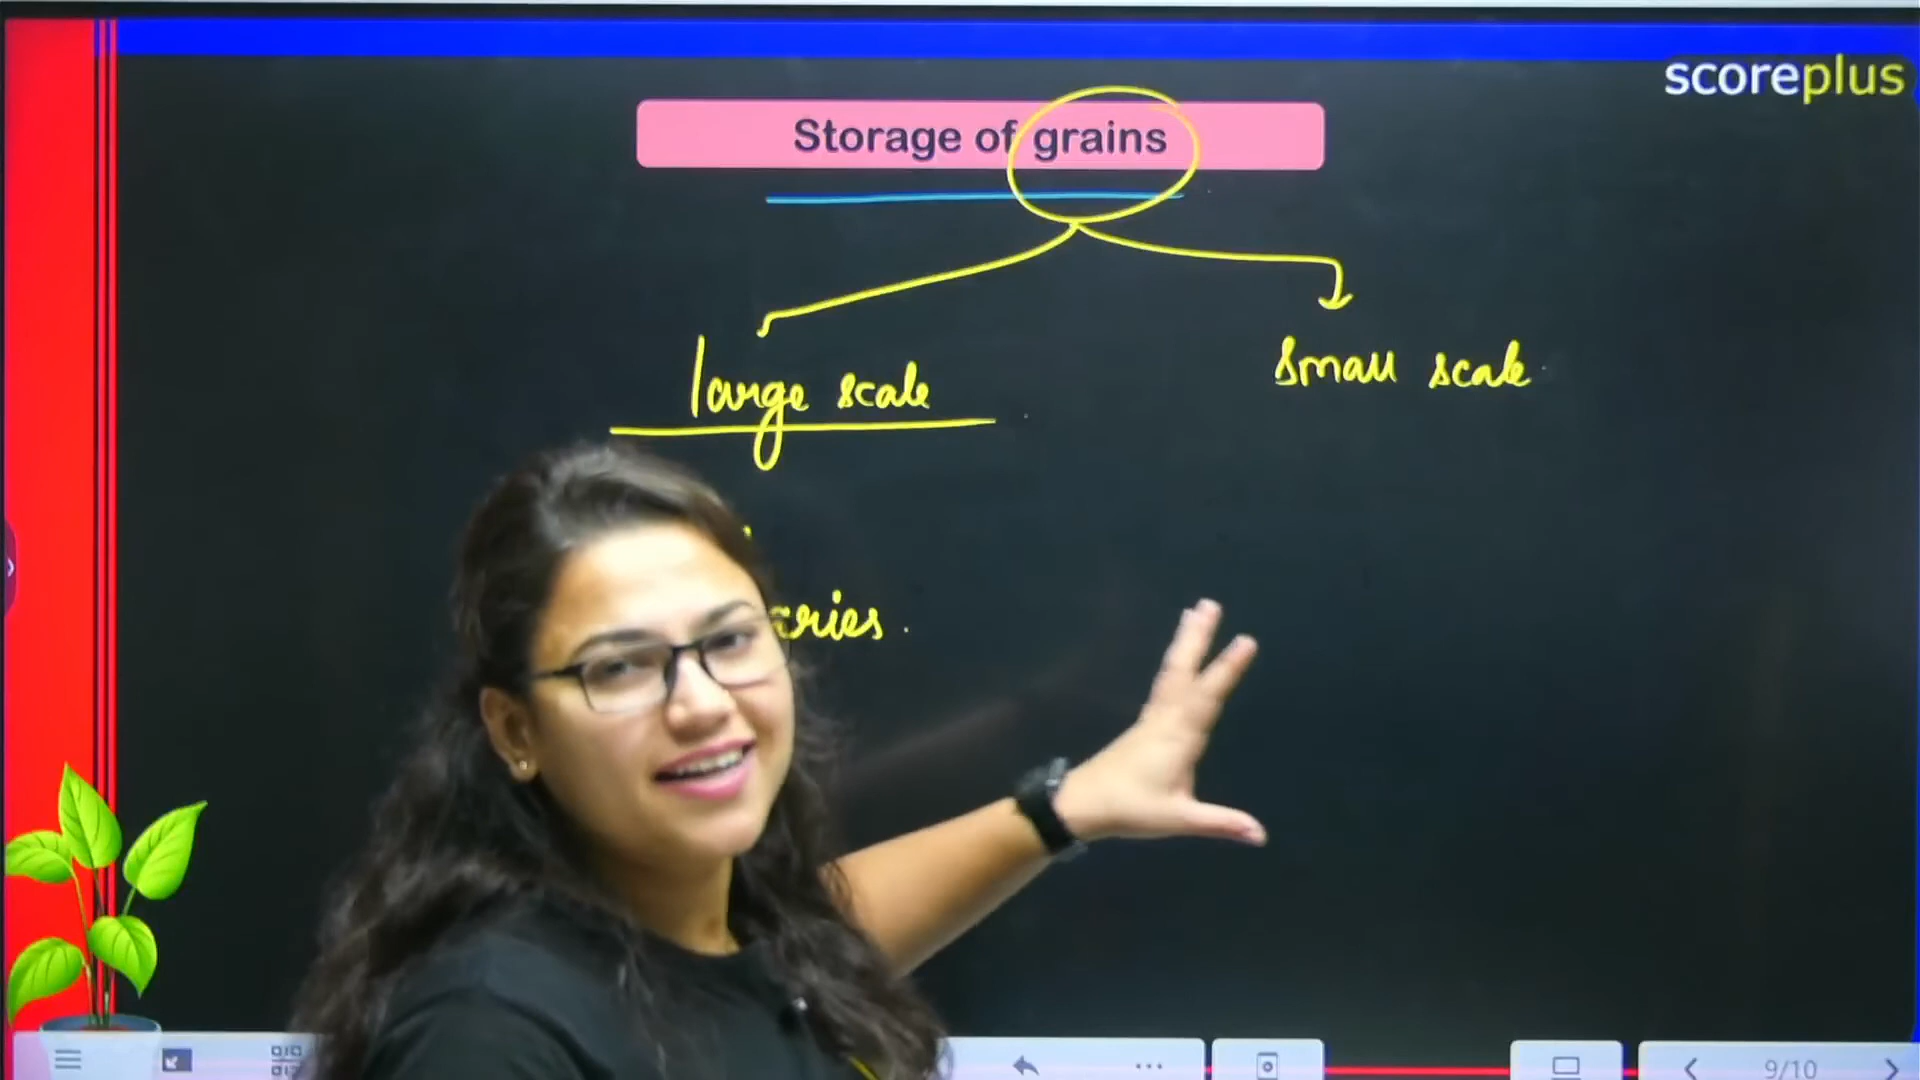 scoreplus
Storage of grains
large scale
small scale
9/10